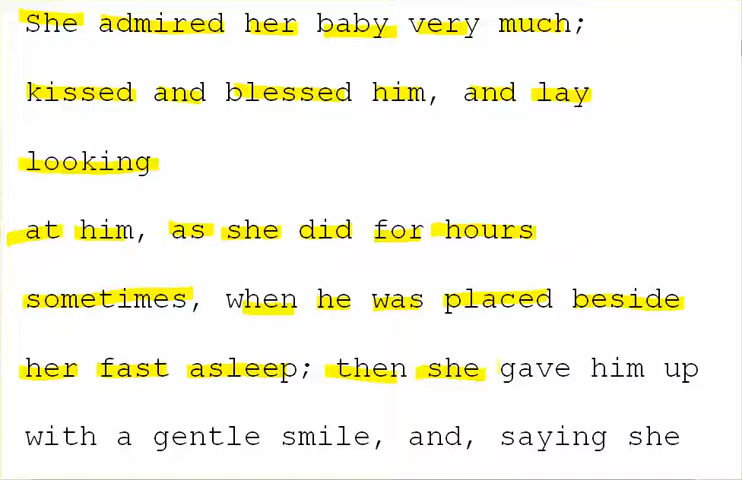 She admired her baby very much;
kissed and blessed him, and lay
looking
at him, as she did for hours
sometimes, when he was placed beside
her fast asleep; then she gave him up
with a gentle smile, and, saying she